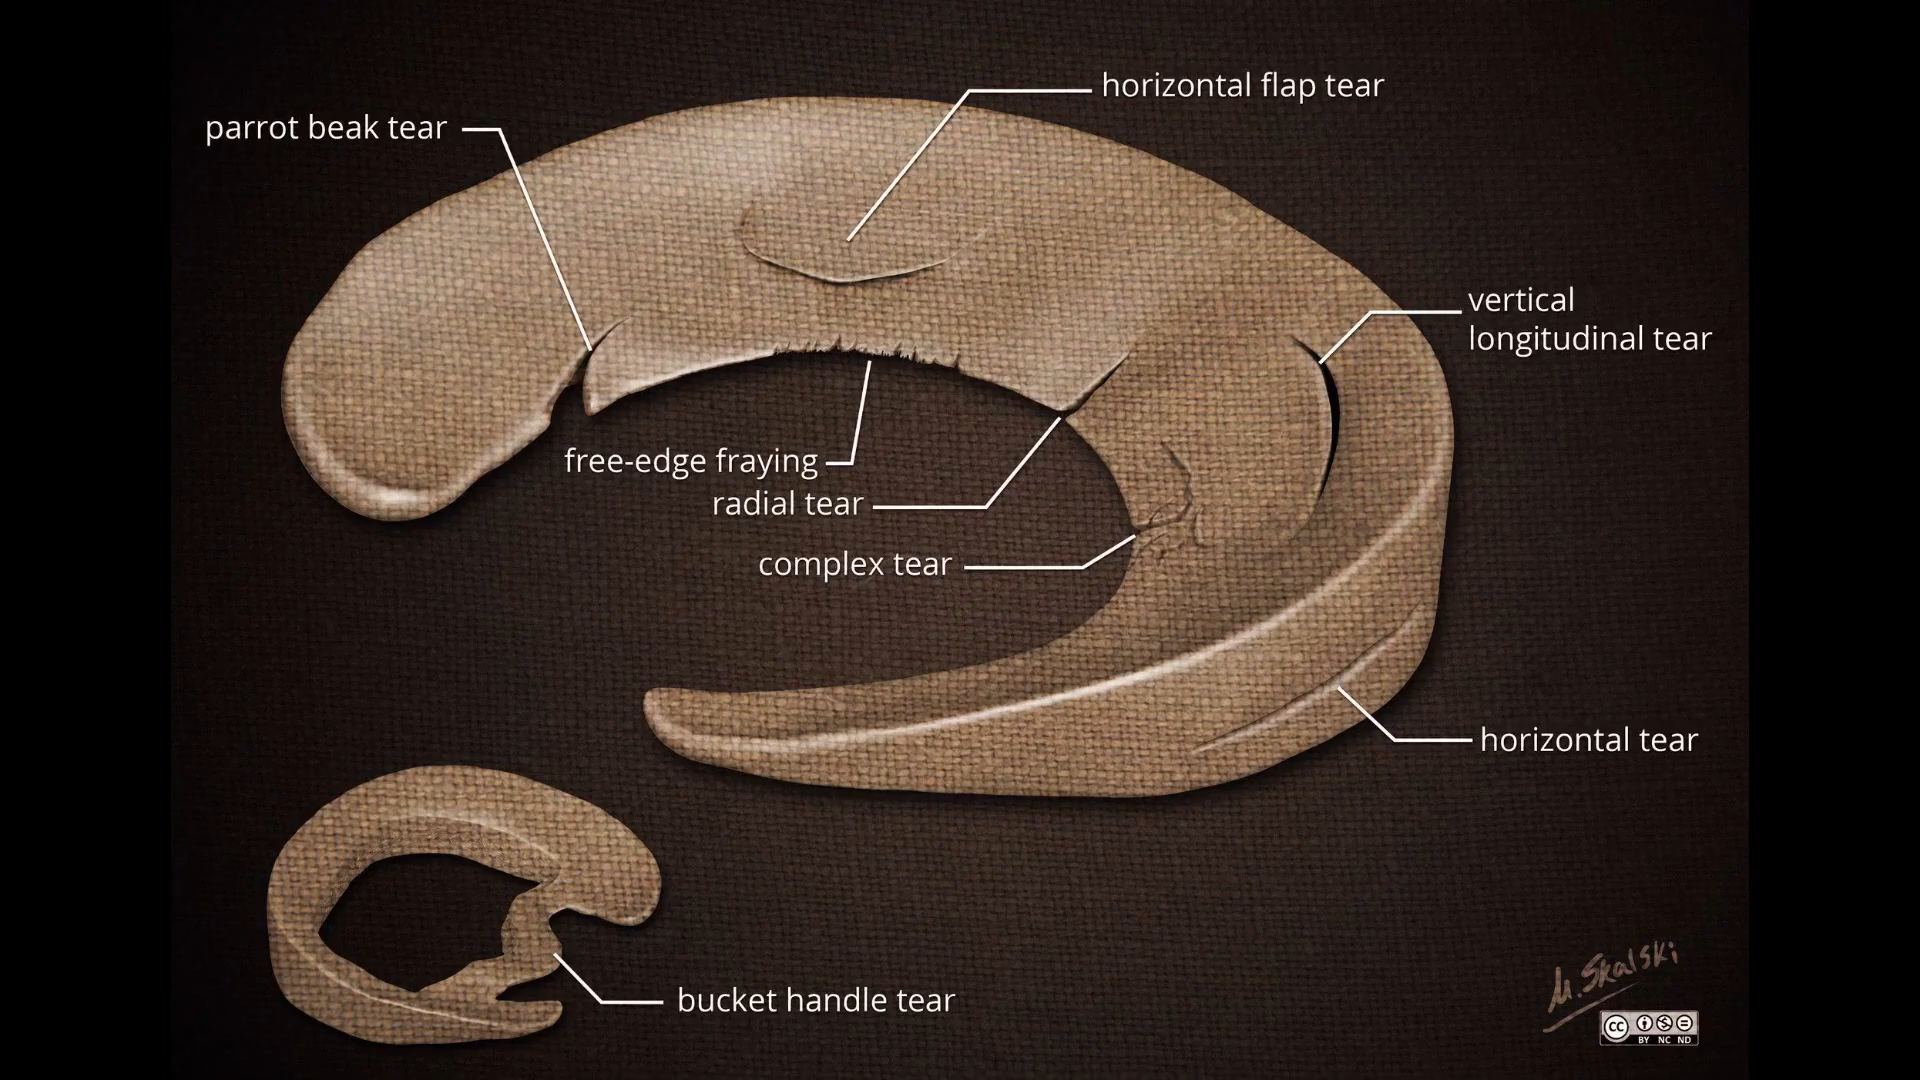 horizontal flap tear
parrot beak tear
vertical
longitudinal tear
free-edge fraying
radial tear
complex tear
horizontal tear
bucket handle tear
M. Skalski
cc
BY NC ND